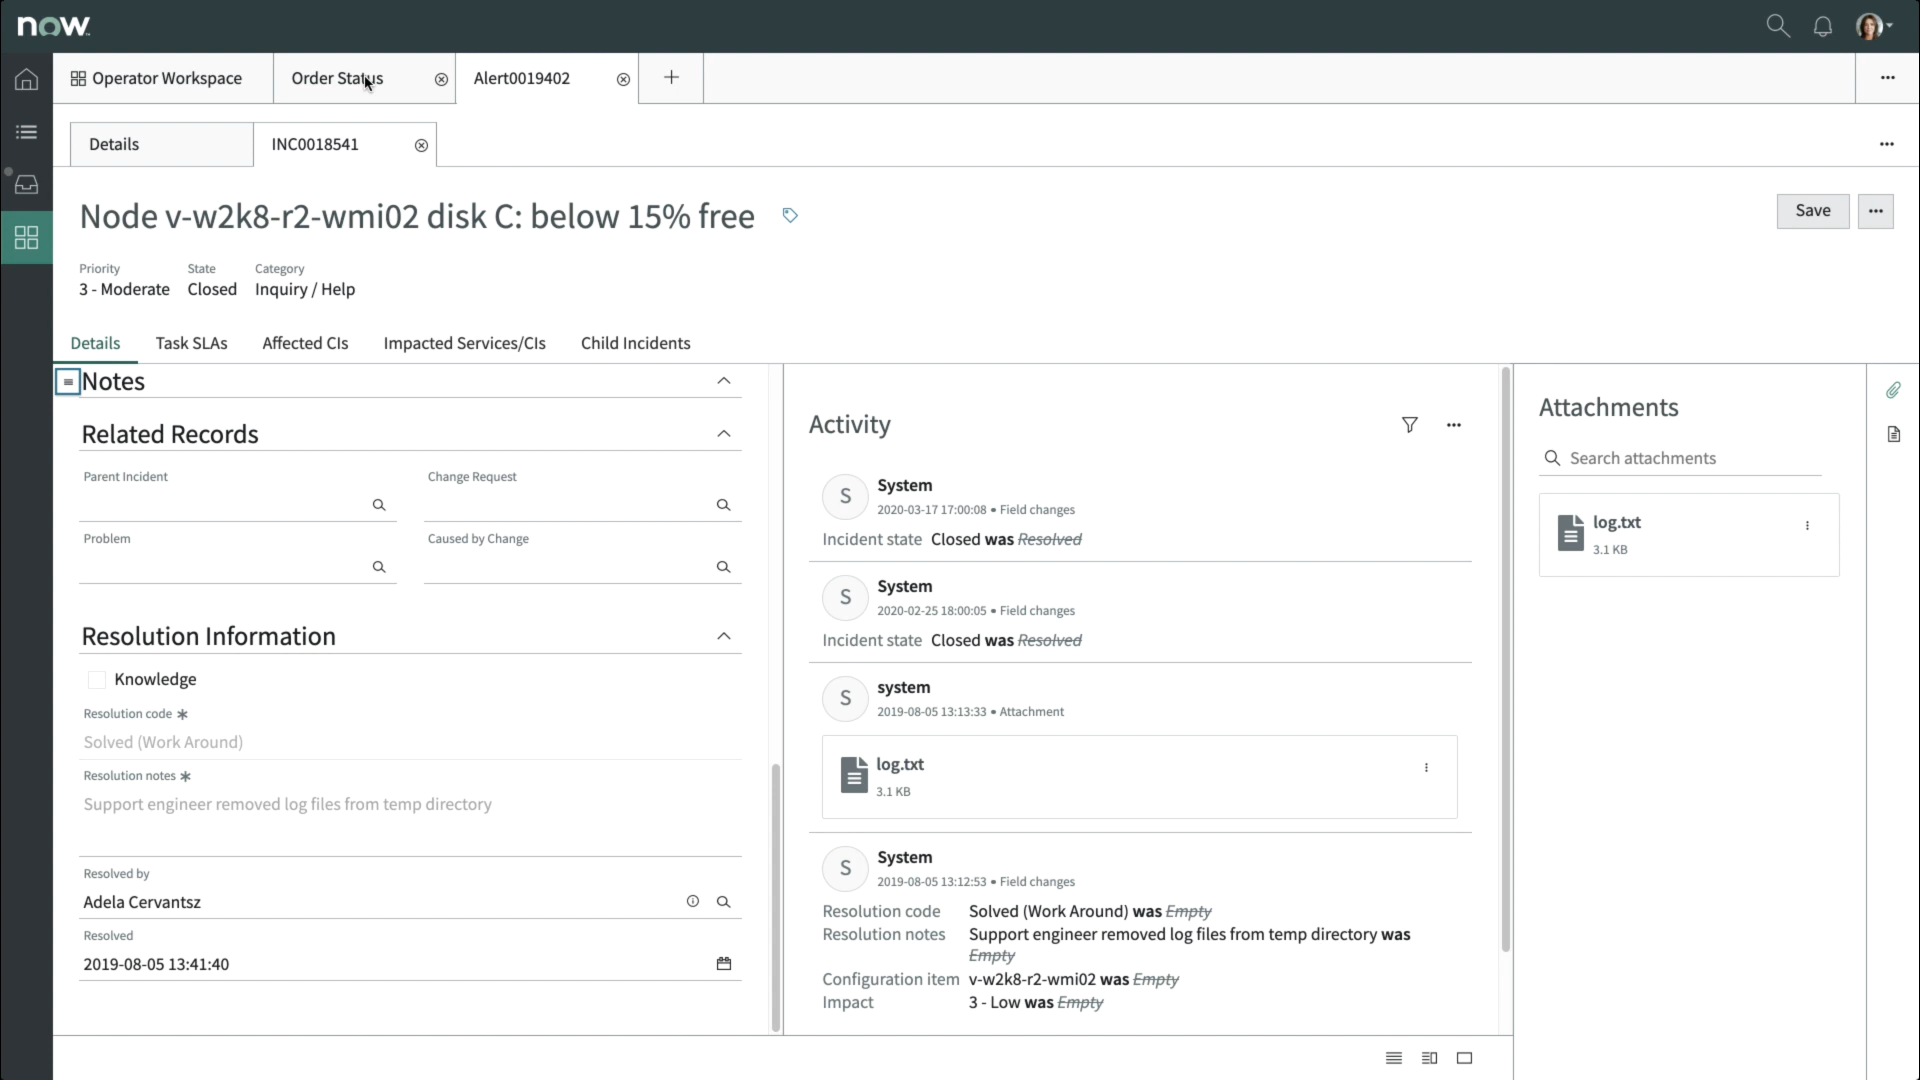 now
Operator Workspace
Order Status
Alert0019402
Details
INC0018541
Node v-w2k8-r2-wmi02 disk C: below 15% free
Save
Priority
State
Category
3 - Moderate
Closed
Inquiry / Help
Details
Task SLAs
Affected CIs
Impacted Services/CIs
Child Incidents
Notes
Related Records
Parent Incident
Change Request
Problem
Caused by Change
Resolution Information
Knowledge
Resolution code
Solved (Work Around)
Resolution notes
Support engineer removed log files from temp directory
Resolved by
Adela Cervantsz
Resolved
2019-08-05 13:41:40
Activity
S
System
2020-03-17 17:00:08 • Field changes
Incident state Closed was Resolved
S
System
2020-02-25 18:00:05 • Field changes
Incident state Closed was Resolved
S
system
2019-08-05 13:13:33 • Attachment
log.txt
3.1 KB
S
System
2019-08-05 13:12:53 • Field changes
Resolution code Solved (Work Around) was Empty
Resolution notes Support engineer removed log files from temp directory was
Empty
Configuration item v-w2k8-r2-wmi02 was Empty
Impact 3 - Low was Empty
Attachments
Search attachments
log.txt
3.1 KB